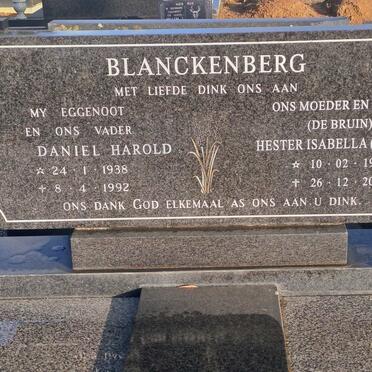 BLANCKENBERG
MET LIEFDE DINK ONS AAN
MY EGGENOOT
EN ONS VADER
DANIEL HAROLD
☆ 24 · 1 · 1938
✝ 8 · 4 · 1992
ONS MOEDER EN
(DE BRUIN)
HESTER ISABELLA (
☆ 10 - 02 - 19
✝ 26 - 12 - 20
ONS DANK GOD ELKEMAAL AS ONS AAN U DINK.